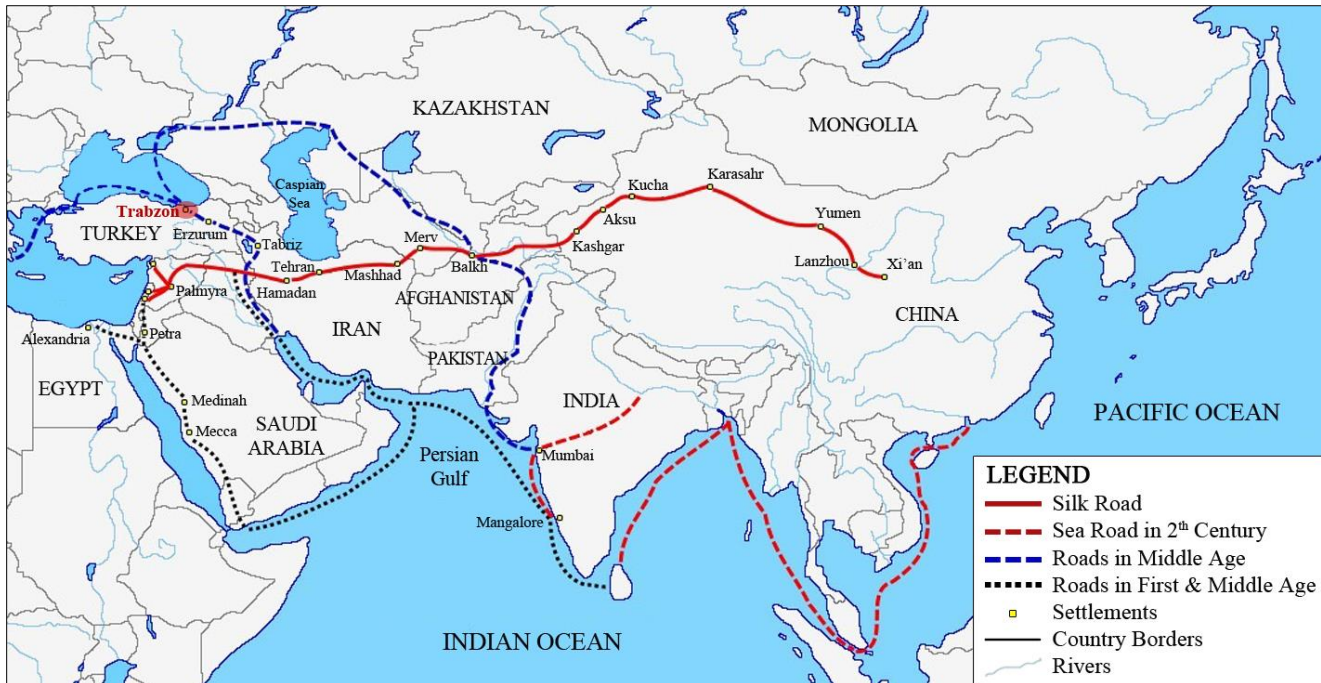 KAZAKHSTAN
MONGOLIA
Caspian
Sea
Karasahr
Kucha
Trabzon
Aksu
Yumen
TURKEY
Erzurum
Kashgar
Merv
Tabriz
Balkh
Lanzhou
Xi'an
Tehran
Mashhad
Palmyra
Hamadan
AFGHANISTAN
CHINA
IRAN
Alexandria
Petra
PAKISTAN
EGYPT
Medinah
INDIA
PACIFIC OCEAN
SAUDI
ARABIA
Mecca
Persian
Gulf
Mumbai
Mangalore
INDIAN OCEAN
LEGEND
Silk Road
Sea Road in 2th Century
Roads in Middle Age
Roads in First & Middle Age
Settlements
Country Borders
Rivers